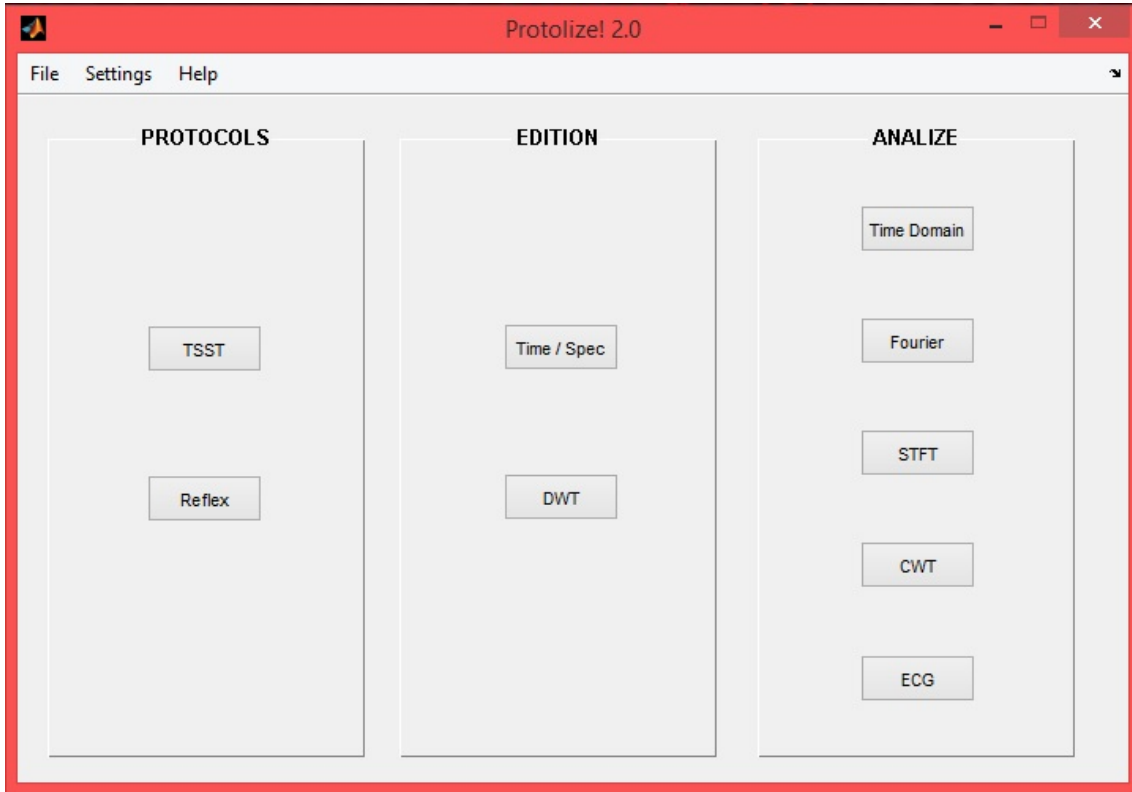 Protolize! 2.0
File Settings Help
PROTOCOLS
TSST
Reflex
EDITION
Time / Spec
DWT
ANALIZE
Time Domain
Fourier
STFT
CWT
ECG